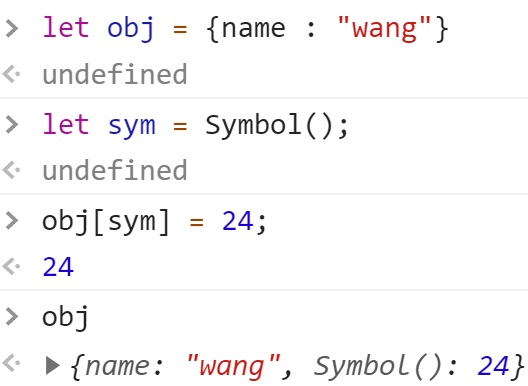 > let obj = {name : "wang"}
undefined
> let sym = Symbol();
undefined
> obj[sym] = 24;
24
> obj
{name: "wang", Symbol(): 24}